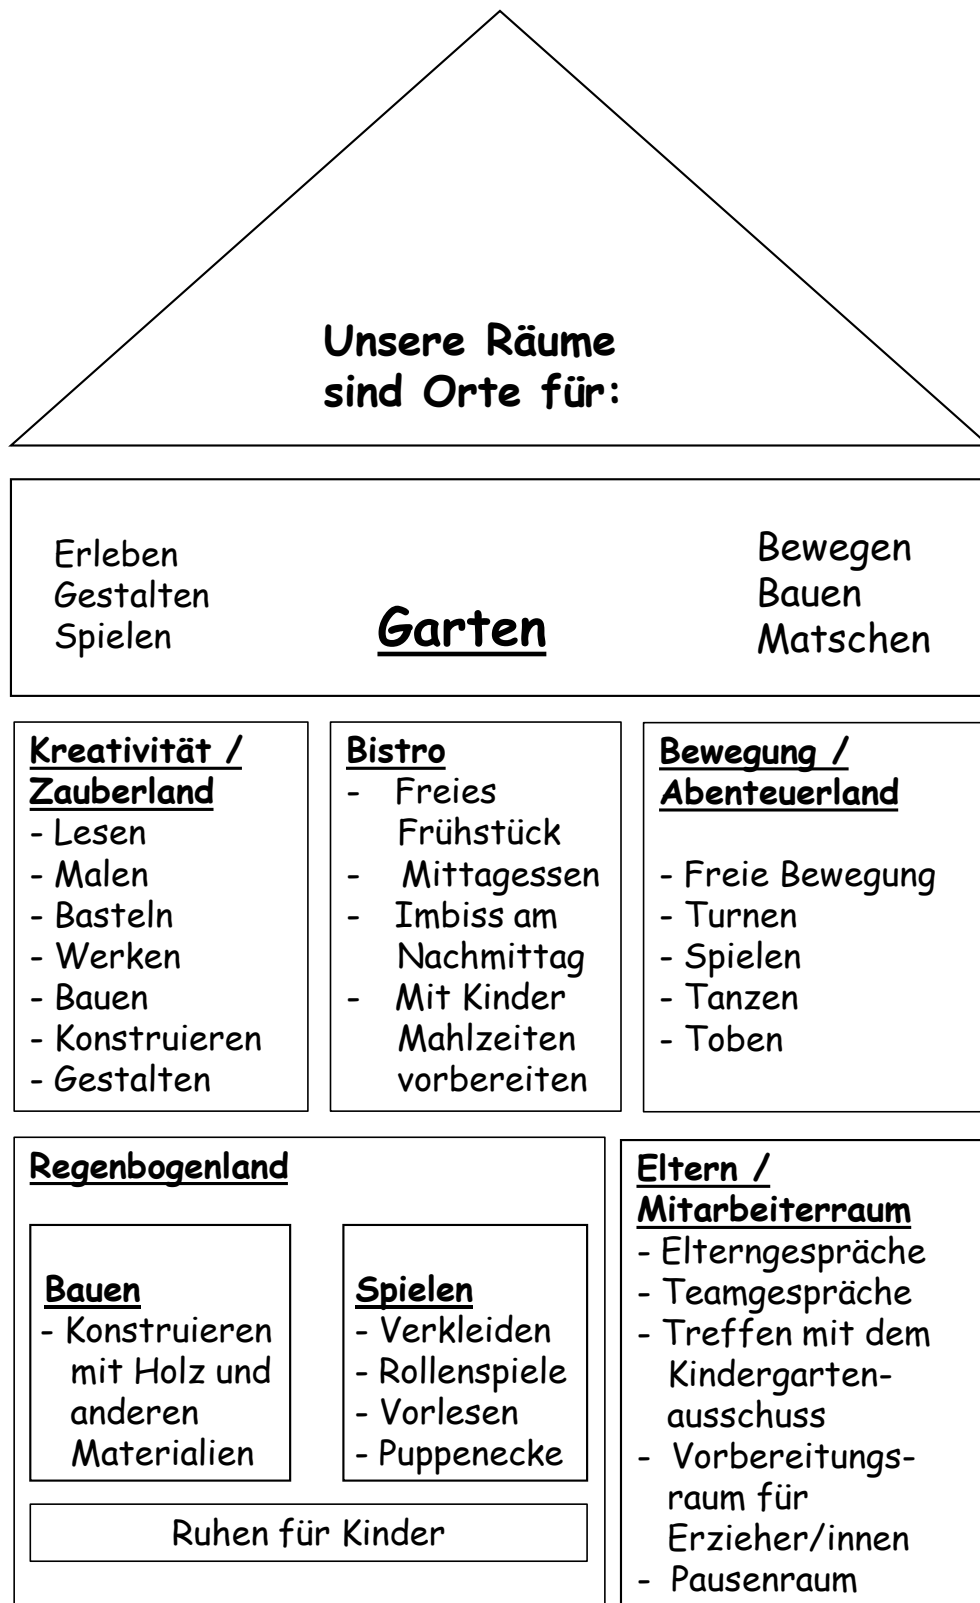 Unsere Räume
sind Orte für:
Erleben
Gestalten
Spielen
Garten
Bewegen
Bauen
Matschen
Kreativität /
Zauberland
- Lesen
- Malen
- Basteln
- Werken
- Bauen
- Konstruieren
- Gestalten
Bistro
- Freies
Frühstück
- Mittagessen
- Imbiss am
Nachmittag
- Mit Kinder
Mahlzeiten
vorbereiten
Bewegung /
Abenteuerland
- Freie Bewegung
- Turnen
- Spielen
- Tanzen
- Toben
Regenbogenland
Bauen
- Konstruieren
mit Holz und
anderen
Materialien
Spielen
- Verkleiden
- Rollenspiele
- Vorlesen
- Puppenecke
Ruhen für Kinder
Eltern /
Mitarbeiterraum
- Elterngespräche
- Teamgespräche
- Treffen mit dem
Kindergarten-
ausschuss
- Vorbereitungs-
raum für
Erzieher/innen
- Pausenraum